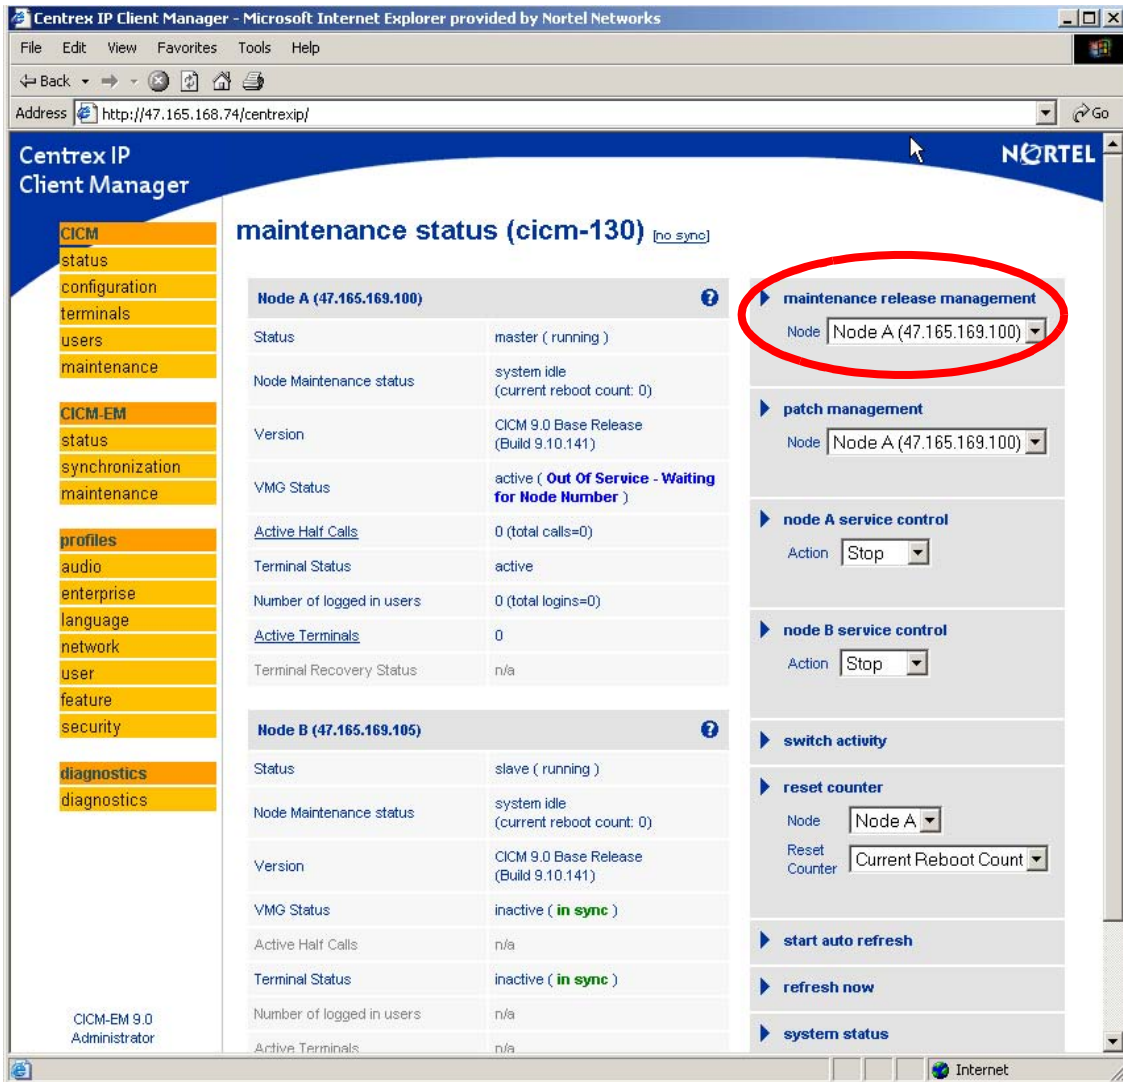 Centrex IP Client Manager - Microsoft Internet Explorer provided by Nortel Networks
File Edit View Favorites Tools Help
Back
Address http://47.165.168.74/centrexip/ Go
Centrex IP
Client Manager
NORTEL
CICM
status
configuration
terminals
users
maintenance
CICM-EM
status
synchronization
maintenance
profiles
audio
enterprise
language
network
user
feature
security
diagnostics
diagnostics
CICM-EM 9.0
Administrator
maintenance status (cicm-130) [no sync]
Node A (47.165.169.100) ?
Status master ( running )
Node Maintenance status system idle
(current reboot count: 0)
Version CICM 9.0 Base Release
(Build 9.10.141)
VMG Status active ( Out Of Service - Waiting
for Node Number )
Active Half Calls 0 (total calls=0)
Terminal Status active
Number of logged in users 0 (total logins=0)
Active Terminals 0
Terminal Recovery Status n/a
Node B (47.165.169.105) ?
Status slave ( running )
Node Maintenance status system idle
(current reboot count: 0)
Version CICM 9.0 Base Release
(Build 9.10.141)
VMG Status inactive ( in sync )
Active Half Calls n/a
Terminal Status inactive ( in sync )
Number of logged in users n/a
Active Terminals n/a
maintenance release management
Node Node A (47.165.169.100)
patch management
Node Node A (47.165.169.100)
node A service control
Action Stop
node B service control
Action Stop
switch activity
reset counter
Node Node A
Reset
Counter Current Reboot Count
start auto refresh
refresh now
system status
Internet